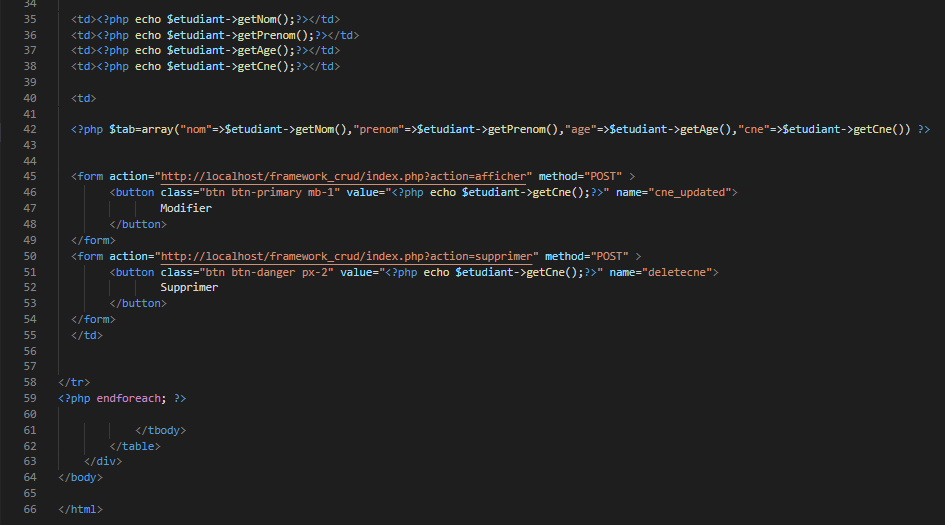 34
35 <td><?php echo $etudiant->getNom();?></td>
36 <td><?php echo $etudiant->getPrenom();?></td>
37 <td><?php echo $etudiant->getAge();?></td>
38 <td><?php echo $etudiant->getCne();?></td>
39
40 <td>
41
42 <?php $tab=array("nom"=>$etudiant->getNom(),"prenom"=>$etudiant->getPrenom(),"age"=>$etudiant->getAge(),"cne"=>$etudiant->getCne()) ?>
43
44
45 <form action="http://localhost/framework_crud/index.php?action=afficher" method="POST" >
46 <button class="btn btn-primary mb-1" value="<?php echo $etudiant->getCne();?>" name="cne_updated">
47 Modifier
48 </button>
49 </form>
50 <form action="http://localhost/framework_crud/index.php?action=supprimer" method="POST" >
51 <button class="btn btn-danger px-2" value="<?php echo $etudiant->getCne();?>" name="deletecne">
52 Supprimer
53 </button>
54 </form>
55 </td>
56
57
58 </tr>
59 <?php endforeach; ?>
60
61 </tbody>
62 </table>
63 </div>
64 </body>
65
66 </html>